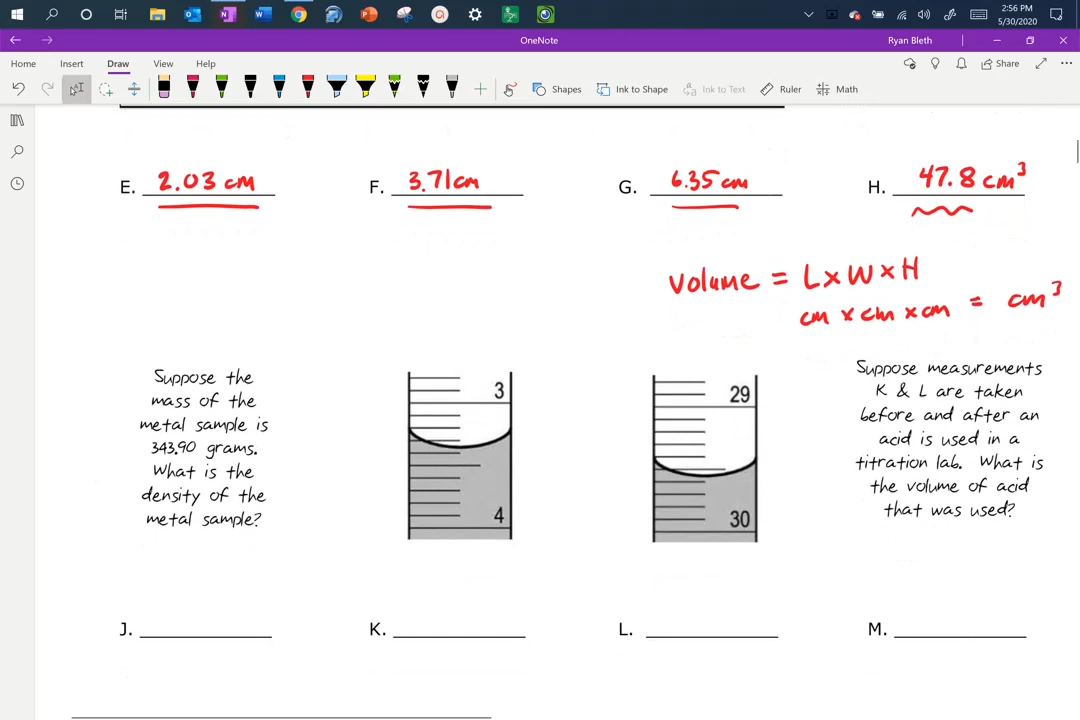 2:56 PM
5/30/2020
OneNote
Ryan Bleth
Home Insert Draw View Help
Share
Shapes Ink to Shape Ink to Text Ruler Math
E. 2.03 cm F. 3.71 cm G. 6.35 cm H. 47.8 cm³
Volume = L x W x H
cm x cm x cm = cm³
Suppose the
mass of the
metal sample is
343.90 grams.
What is the
density of the
metal sample?
3
4
29
30
Suppose measurements
K & L are taken
before and after an
acid is used in a
titration lab. What is
the volume of acid
that was used?
J. K. L. M.